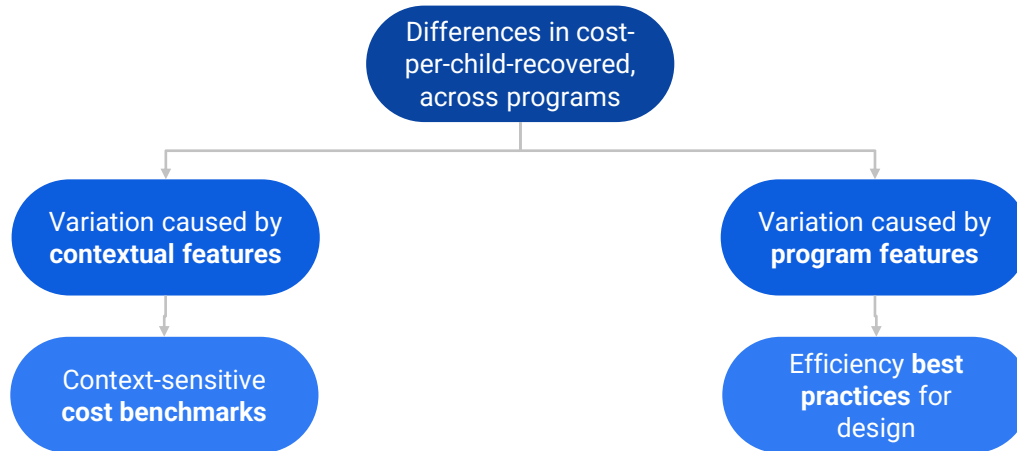 Differences in cost-
per-child-recovered,
across programs
Variation caused by
contextual features
Variation caused by
program features
Context-sensitive
cost benchmarks
Efficiency best
practices for
design